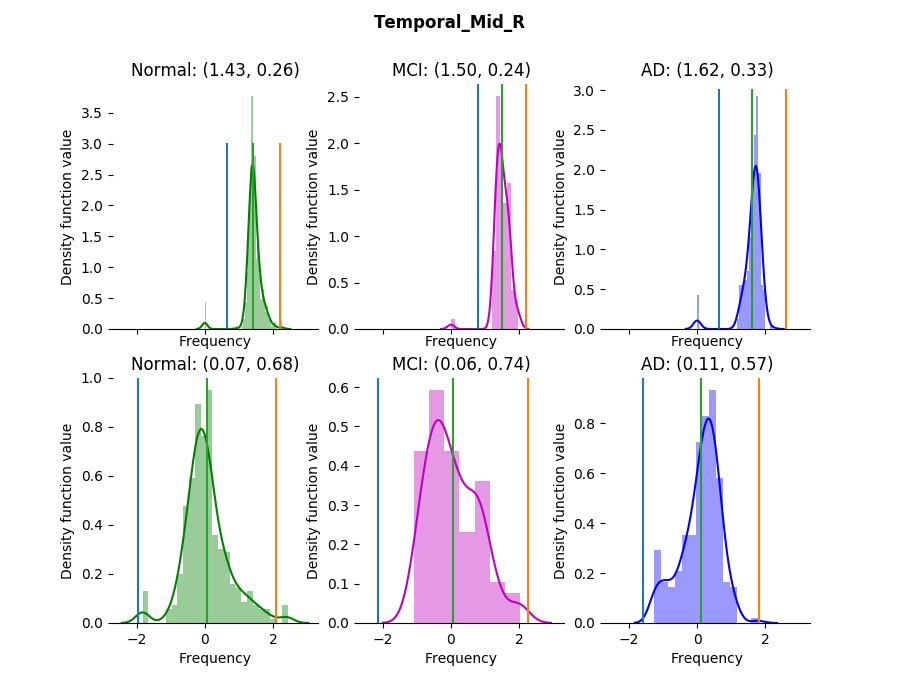 Temporal_Mid_R
Normal: (1.43, 0.26)
MCI: (1.50, 0.24)
AD: (1.62, 0.33)
Density function value
3.5
3.0
2.5
2.0
1.5
1.0
0.5
0.0
Frequency
Density function value
2.5
2.0
1.5
1.0
0.5
0.0
Frequency
Density function value
3.0
2.5
2.0
1.5
1.0
0.5
0.0
Frequency
Normal: (0.07, 0.68)
MCI: (0.06, 0.74)
AD: (0.11, 0.57)
Density function value
1.0
0.8
0.6
0.4
0.2
0.0
−2 0 2
Frequency
Density function value
0.6
0.5
0.4
0.3
0.2
0.1
0.0
−2 0 2
Frequency
Density function value
0.8
0.6
0.4
0.2
0.0
−2 0 2
Frequency